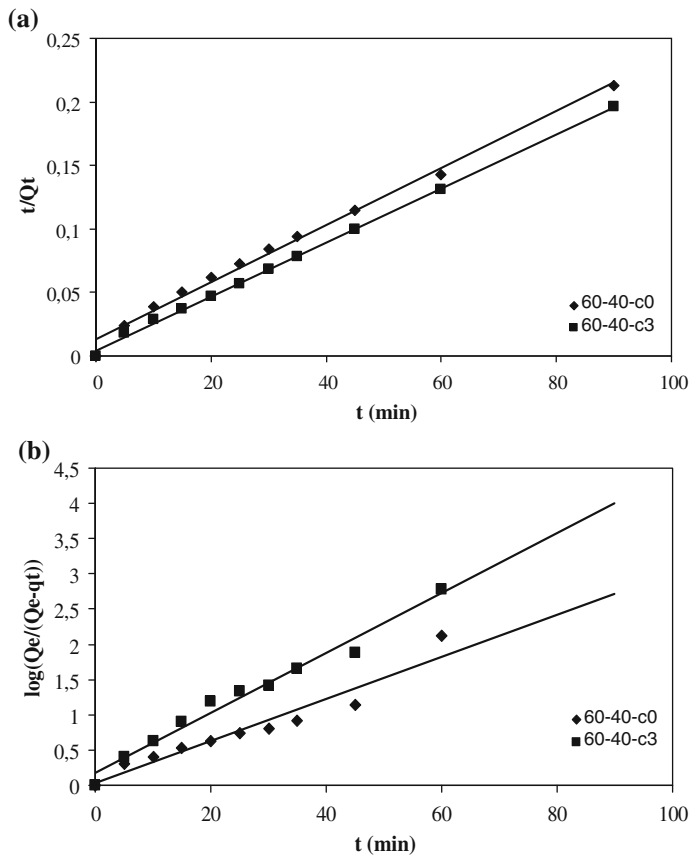 (a)
0,25
0,2
0,15
0,1
0,05
0
t/Qt
0 20 40 60 80 100
t (min)
60-40-c0
60-40-c3
(b)
4,5
4
3,5
3
2,5
2
1,5
1
0,5
0
log(Qe/(Qe-qt))
0 20 40 60 80 100
t (min)
60-40-c0
60-40-c3